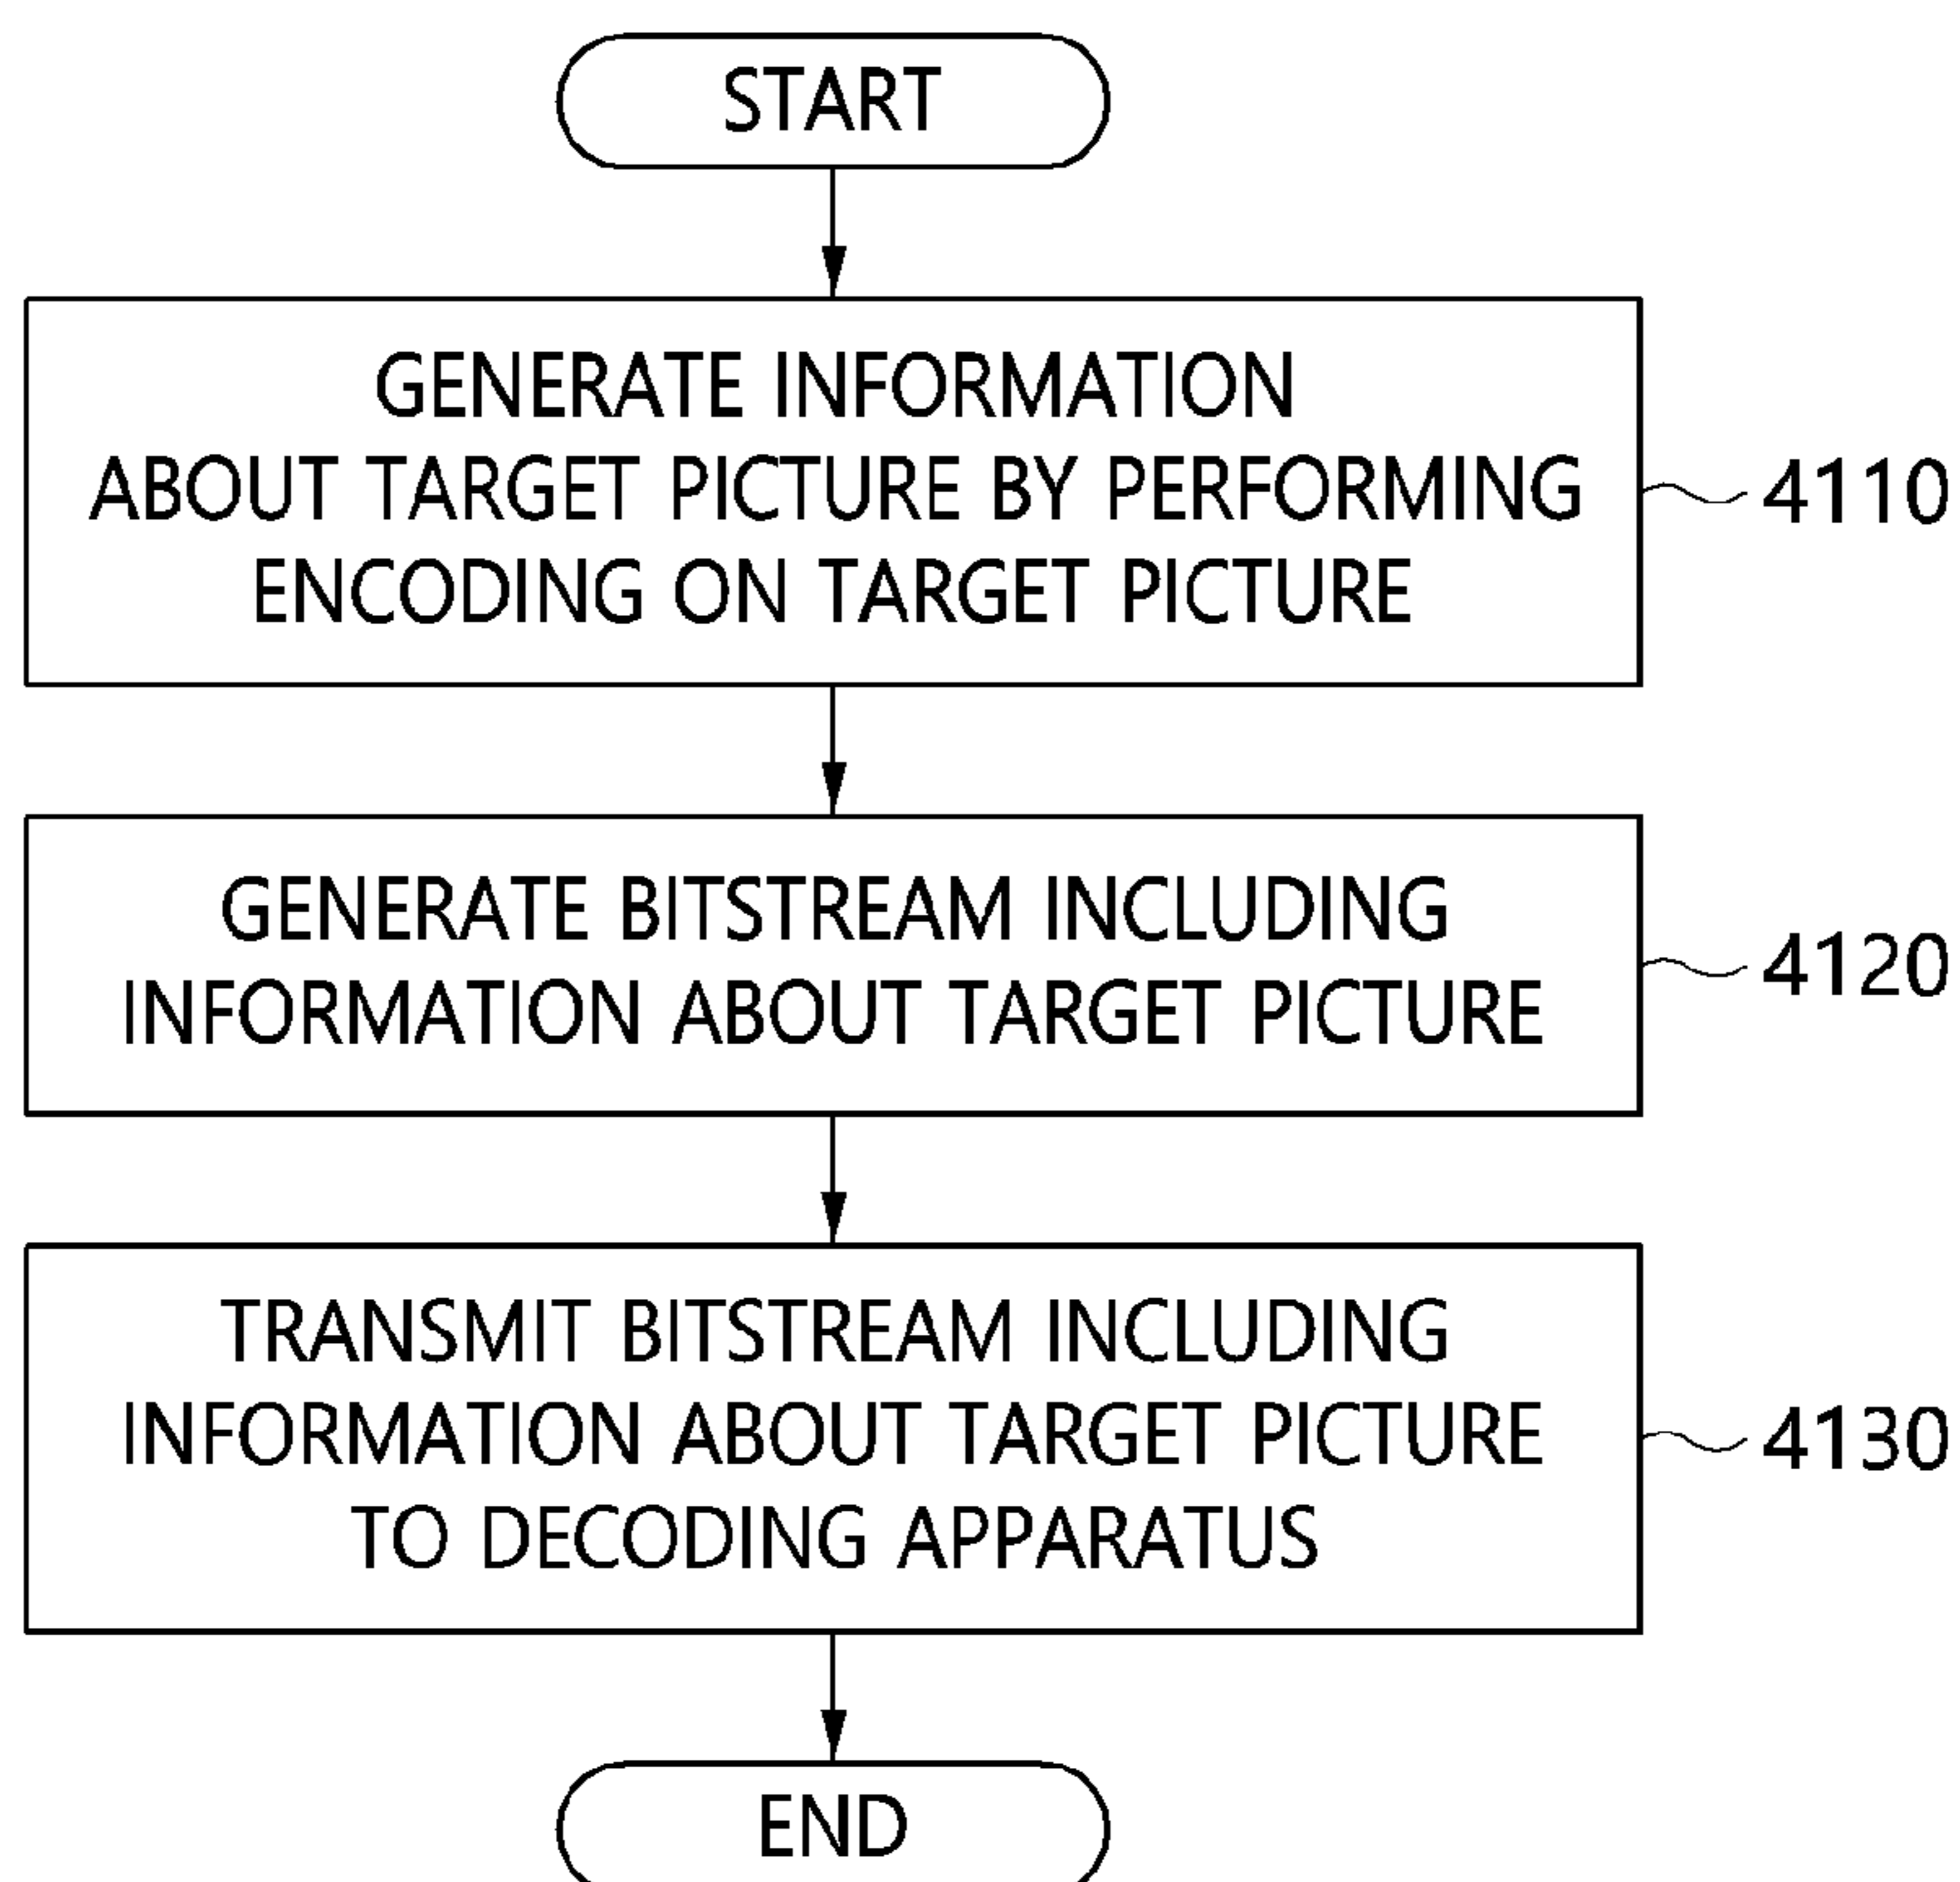 START
GENERATE INFORMATION
ABOUT TARGET PICTURE BY PERFORMING
ENCODING ON TARGET PICTURE
4110
GENERATE BITSTREAM INCLUDING
INFORMATION ABOUT TARGET PICTURE
4120
TRANSMIT BITSTREAM INCLUDING
INFORMATION ABOUT TARGET PICTURE
TO DECODING APPARATUS
4130
END